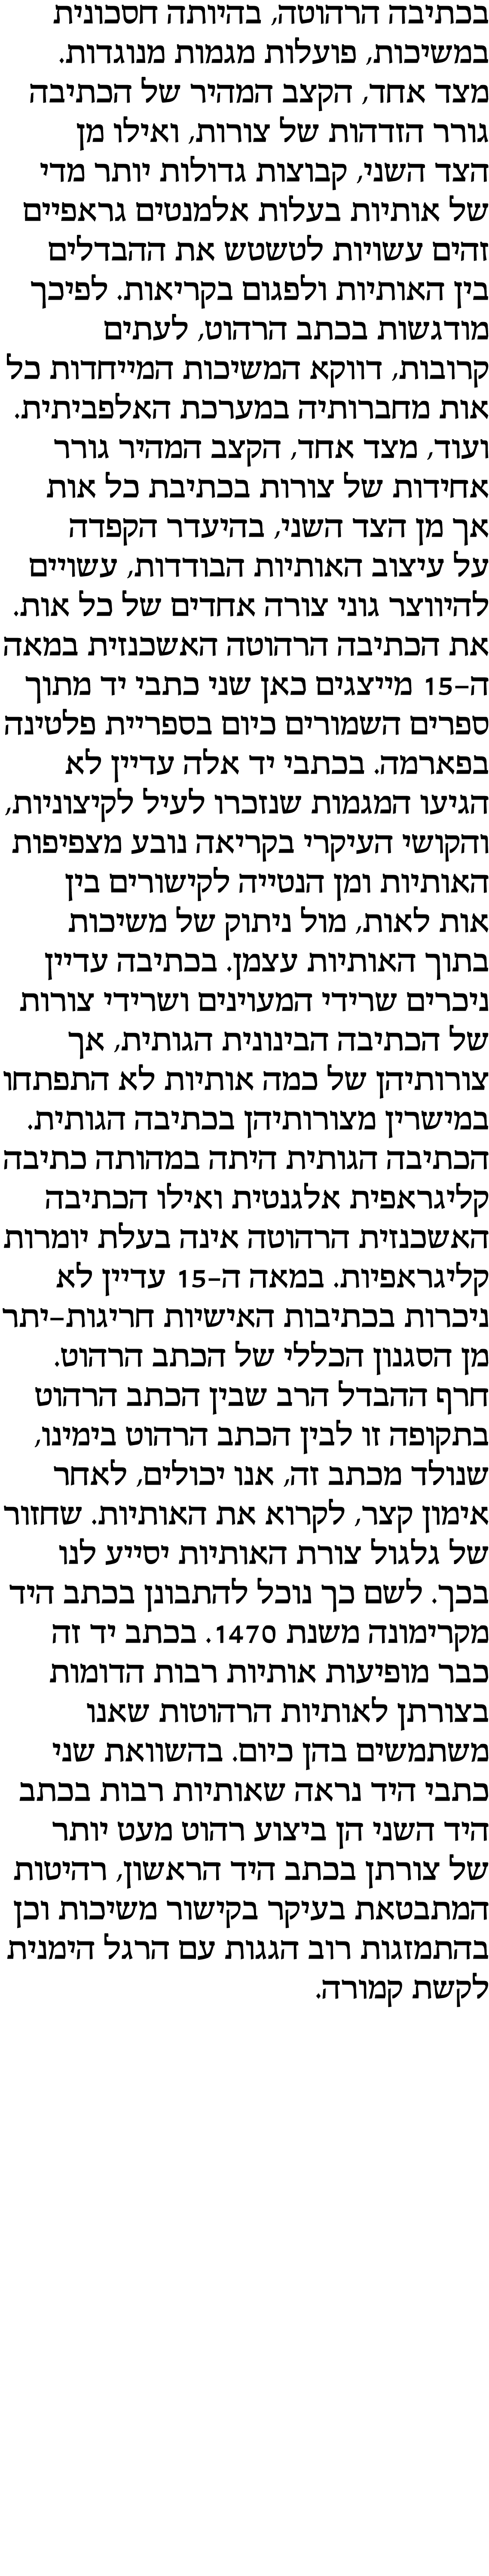 בכתיבה הרהוטה, בהיותה חסכונית
במשיכות, פועלות מגמות מנוגדות.
מצד אחד, הקצב המהיר של הכתיבה
גורר הזדהות של צורות, ואילו מן
הצד השני, קבוצות גדולות יותר מדי
של אותיות בעלות אלמנטים גראפיים
זהים עשויות לטשטש את ההבדלים
בין האותיות ולפגום בקריאות. לפיכך
מודגשות בכתב הרהוט, לעתים
קרובות, דווקא המשיכות המייחדות כל
אות מחברותיה במערכת האלפביתית.
ועוד, מצד אחד, הקצב המהיר גורר
אחידות של צורות בכתיבת כל אות
אך מן הצד השני, בהיעדר הקפדה
על עיצוב האותיות הבודדות, עשויים
להיווצר גוני צורה אחדים של כל אות.
את הכתיבה הרהוטה האשכנזית במאה
ה-15 מייצגים כאן שני כתבי יד מתוך
ספרים השמורים כיום בספריית פלטינה
בפארמה. בכתבי יד אלה עדיין לא
הגיעו המגמות שנזכרו לעיל לקיצוניות,
והקושי העיקרי בקריאה נובע מצפיפות
האותיות ומן הנטייה לקישורים בין
אות לאות, מול ניתוק של משיכות
בתוך האותיות עצמן. בכתיבה עדיין
ניכרים שרידי המעוינים ושרידי צורות
של הכתיבה הבינונית הגותית, אך
צורותיהן של כמה אותיות לא התפתחו
במישרין מצורותיהן בכתיבה הגותית.
הכתיבה הגותית היתה במהותה כתיבה
קליגראפית אלגנטית ואילו הכתיבה
האשכנזית הרהוטה אינה בעלת יומרות
קליגראפיות. במאה ה-15 עדיין לא
ניכרות בכתיבות האישיות חריגות-יתר
מן הסגנון הכללי של הכתב הרהוט.
חרף ההבדל הרב שבין הכתב הרהוט
בתקופה זו לבין הכתב הרהוט בימינו,
שנולד מכתב זה, אנו יכולים, לאחר
אימון קצר, לקרוא את האותיות. שחזור
של גלגול צורת האותיות יסייע לנו
בכך. לשם כך נוכל להתבונן בכתב היד
מקרימונה משנת 1470. בכתב יד זה
כבר מופיעות אותיות רבות הדומות
בצורתן לאותיות הרהוטות שאנו
משתמשים בהן כיום. בהשוואת שני
כתבי היד נראה שאותיות רבות בכתב
היד השני הן ביצוע רהוט מעט יותר
של צורתן בכתב היד הראשון, רהיטות
המתבטאת בעיקר בקישור משיכות וכן
בהתמזגות רוב הגגות עם הרגל הימנית
לקשת קמורה.